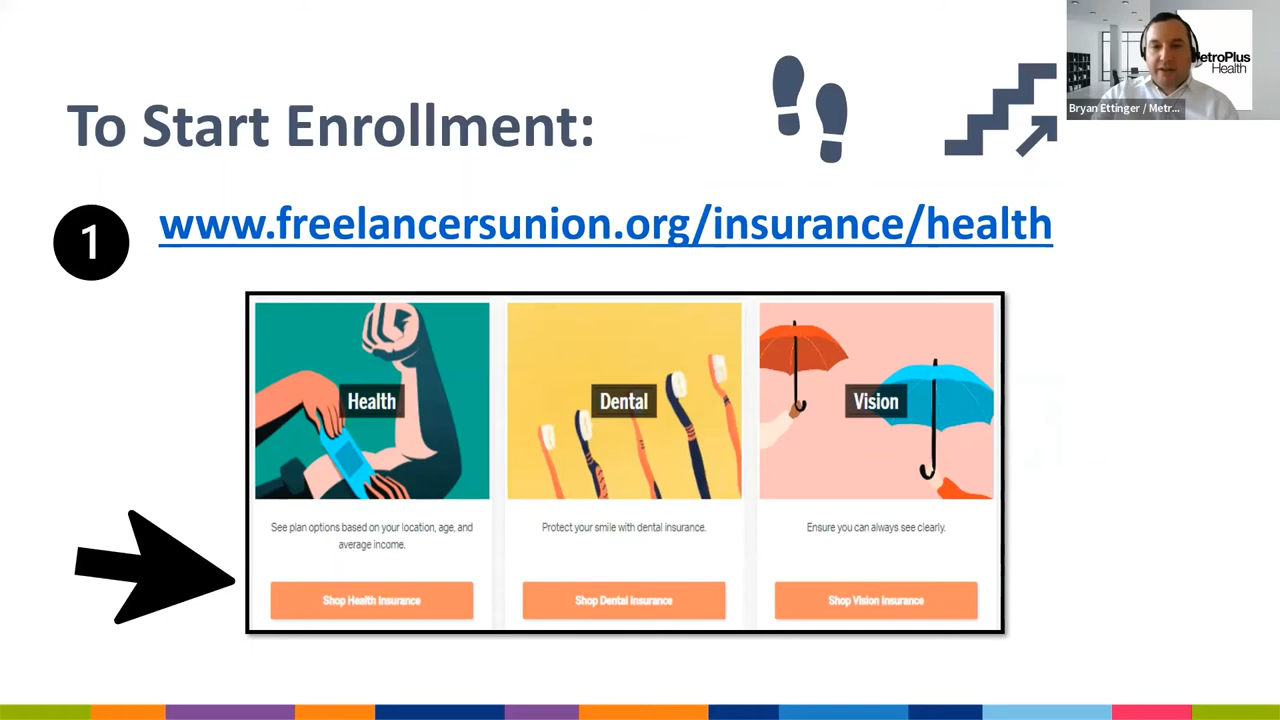 etroPlus
Health
Bryan Ettinger / Metr...
To Start Enrollment:
1
www.freelancersunion.org/insurance/health
Health
Dental
Vision
See plan options based on your location, age, and
average income.
Protect your smile with dental insurance.
Ensure you can always see clearly.
Shop Health Insurance
Shop Dental Insurance
Shop Vision Insurance